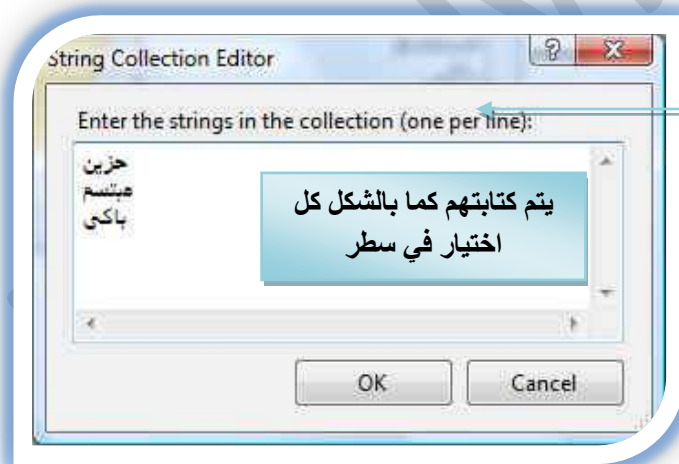 String Collection Editor
Enter the strings in the collection (one per line):
حزين
مبتسم
باكى
يتم كتابتهم كما بالشكل كل
اختيار في سطر
OK
Cancel